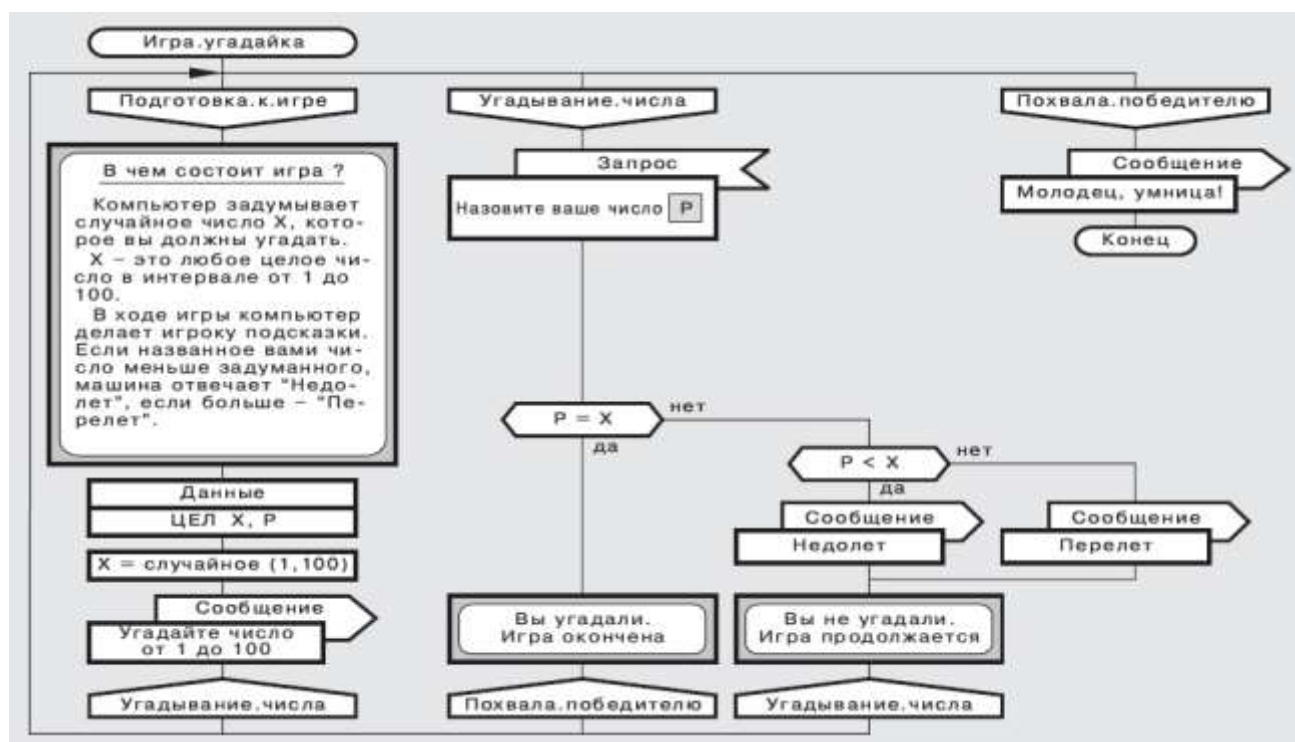 Игра.угадайка
Подготовка.к.игре
В чем состоит игра ?
Компьютер задумывает
случайное число X, кото-
рое вы должны угадать.
X – это любое целое чи-
сло в интервале от 1 до
100.
В ходе игры компьютер
делает игроку подсказки.
Если названное вами чи-
сло меньше задуманного,
машина отвечает "Недо-
лет", если больше – "Пе-
релет".
Данные
ЦЕЛ X, P
X = случайное (1,100)
Сообщение
Угадайте число
от 1 до 100
Угадывание.числа
Угадывание.числа
Запрос
Назовите ваше число P
P = X
нет
да
P < X
нет
да
Сообщение
Недолет
Сообщение
Перелет
Вы угадали.
Игра окончена
Похвала.победителю
Вы не угадали.
Игра продолжается
Угадывание.числа
Похвала.победителю
Сообщение
Молодец, умница!
Конец